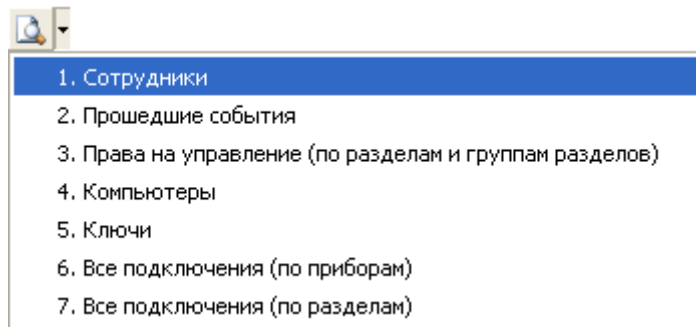 1. Сотрудники
2. Прошедшие события
3. Права на управление (по разделам и группам разделов)
4. Компьютеры
5. Ключи
6. Все подключения (по приборам)
7. Все подключения (по разделам)